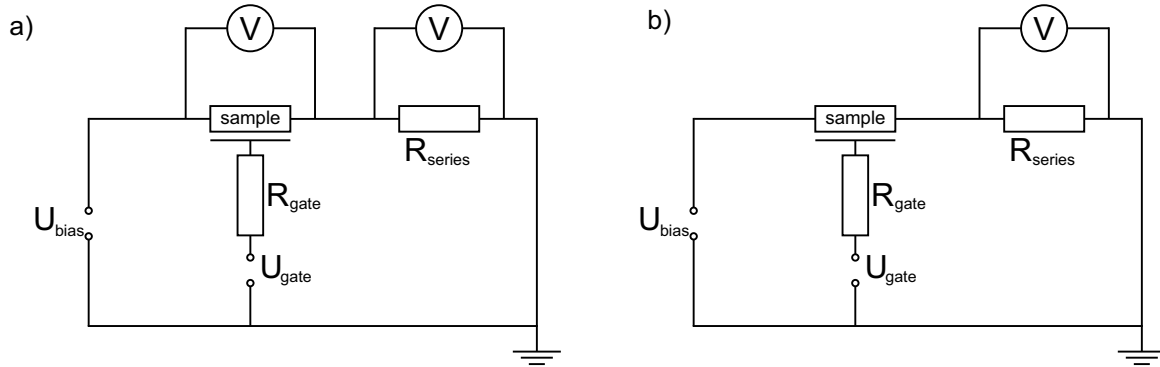 a)
V
V
sample
R_series
R_gate
U_bias
U_gate
b)
V
sample
R_series
R_gate
U_bias
U_gate